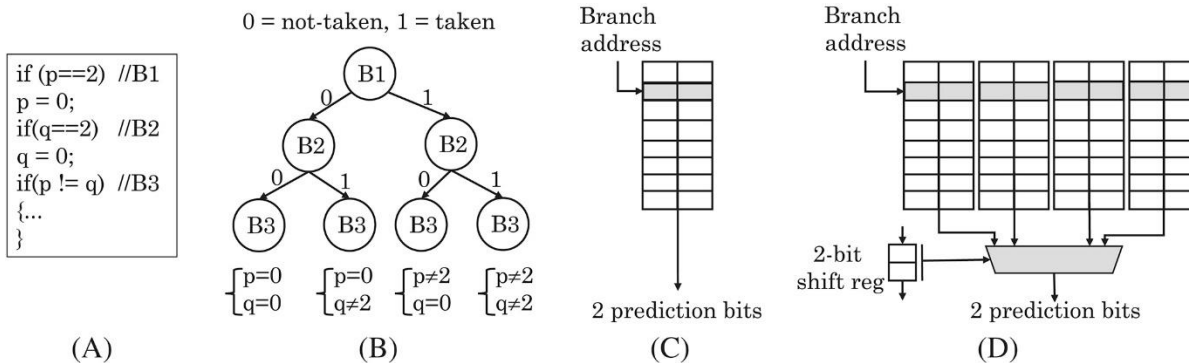 if (p==2) //B1
p = 0;
if(q==2) //B2
q = 0;
if(p != q) //B3
{...
}
(A)
0 = not-taken, 1 = taken
B1
0
1
B2
B2
0
1
0
1
B3
B3
B3
B3
p=0
q=0
p=0
q≠2
p≠2
q=0
p≠2
q≠2
(B)
Branch
address
2 prediction bits
(C)
Branch
address
2-bit
shift reg
2 prediction bits
(D)